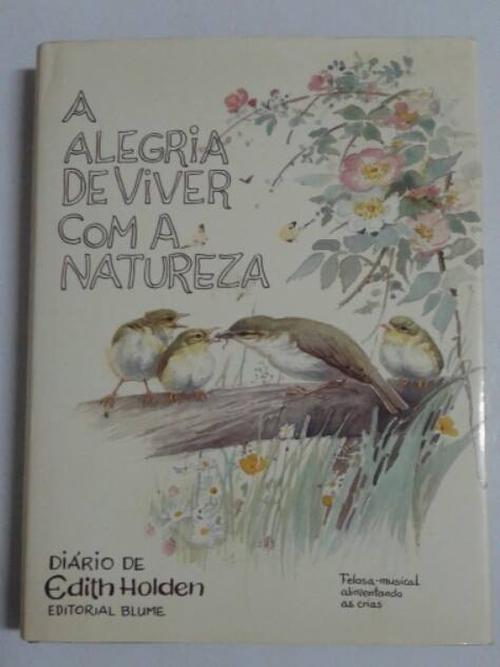 A
ALEGRiA
DE ViVER
COM A
NATUREZA
DIÁRIO DE
Edith Holden
EDITORIAL BLUME
Felosa-musical
alimentando
as crias